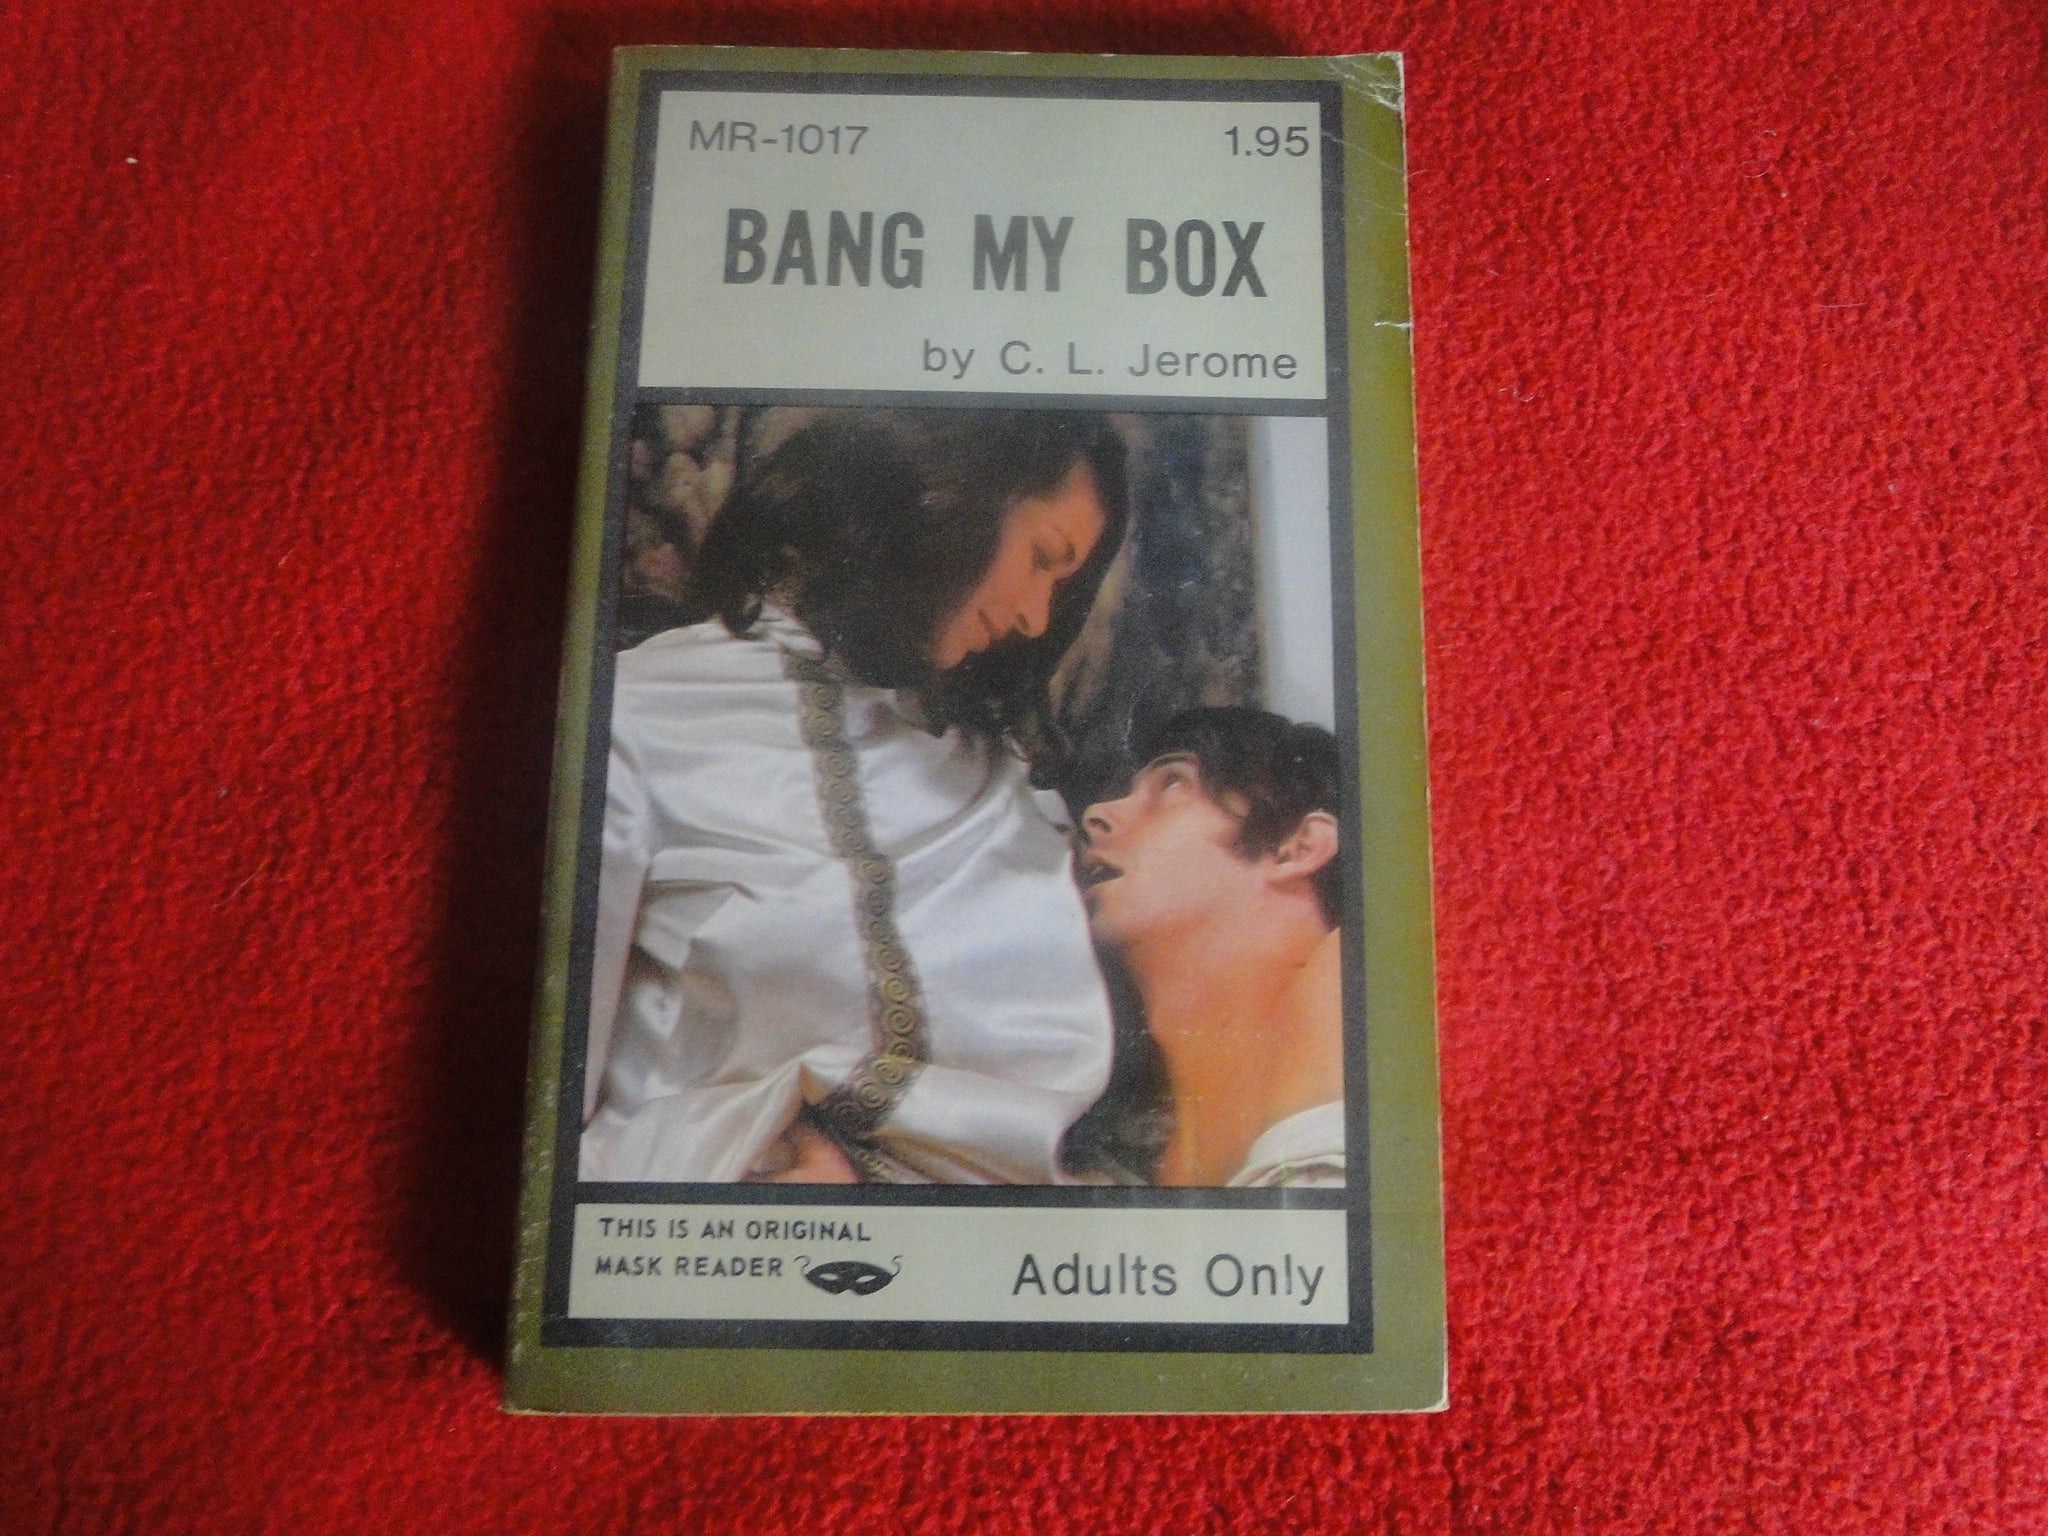 MR-1017 1.95
BANG MY BOX
by C. L. Jerome
THIS IS AN ORIGINAL
MASK READER
Adults Only